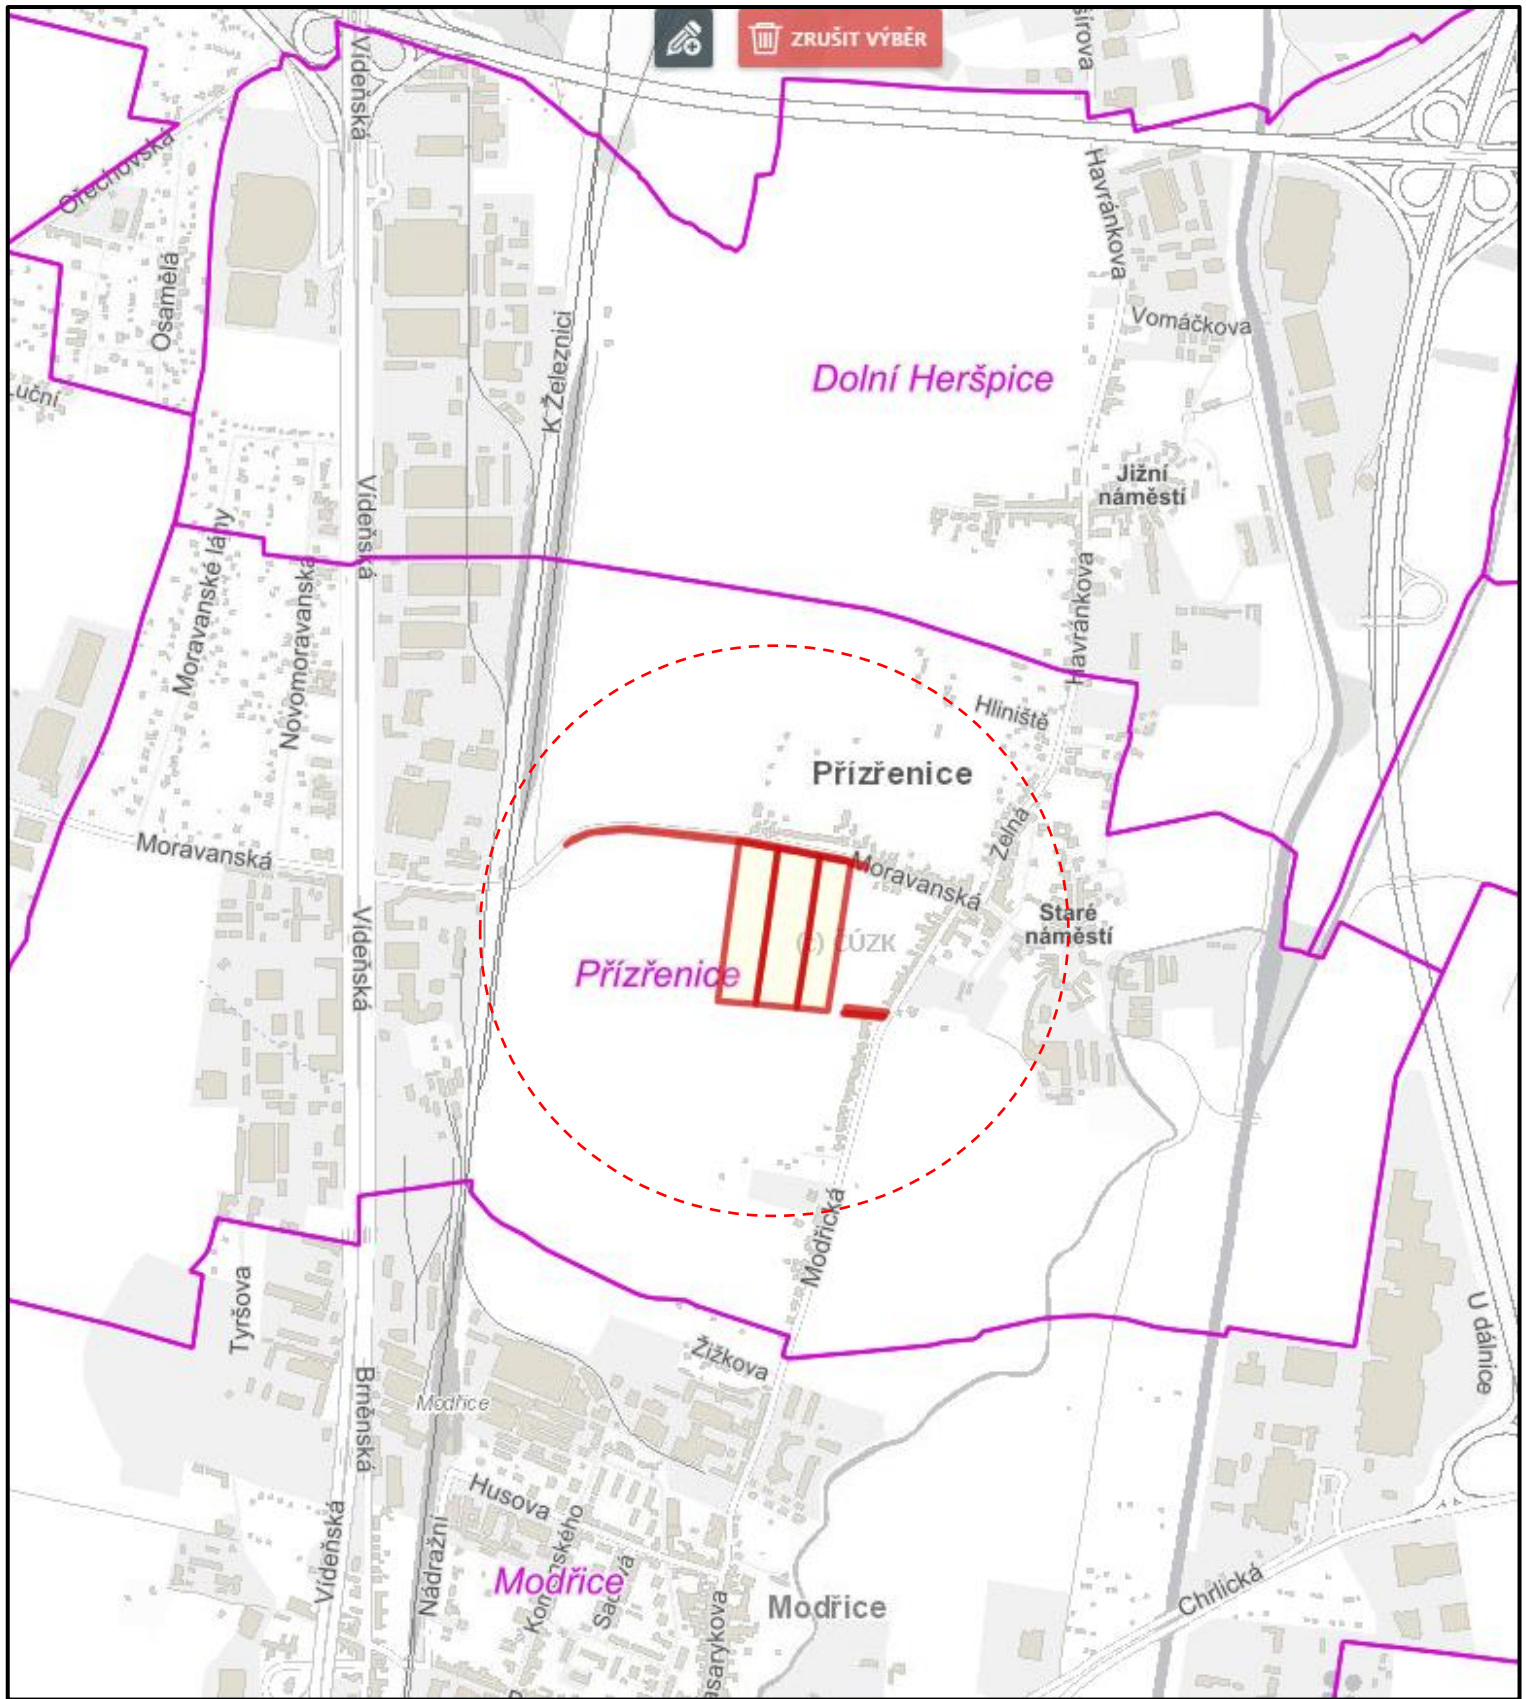 ZRUŠIT VÝBĚR
Vídeňská
Ořechovská
Havránkova
Osamělá
Vomáčkova
K Železnici
Dolní Heršpice
Jižní
náměstí
Vídeňská
Moravanské lány
Novomoravanská
Havránkova
Hliniště
Přízřenice
Zelná
Moravanská
Moravanská
Staré
náměstí
Vídeňská
(c) ČÚZK
Přízřenice
Modřická
Tyršova
U dálnice
Žižkova
Brněnská
Modřice
Husova
Vídeňská
Nádražní
Komenského
Sadová
Modřice
Modřice
Chrlická